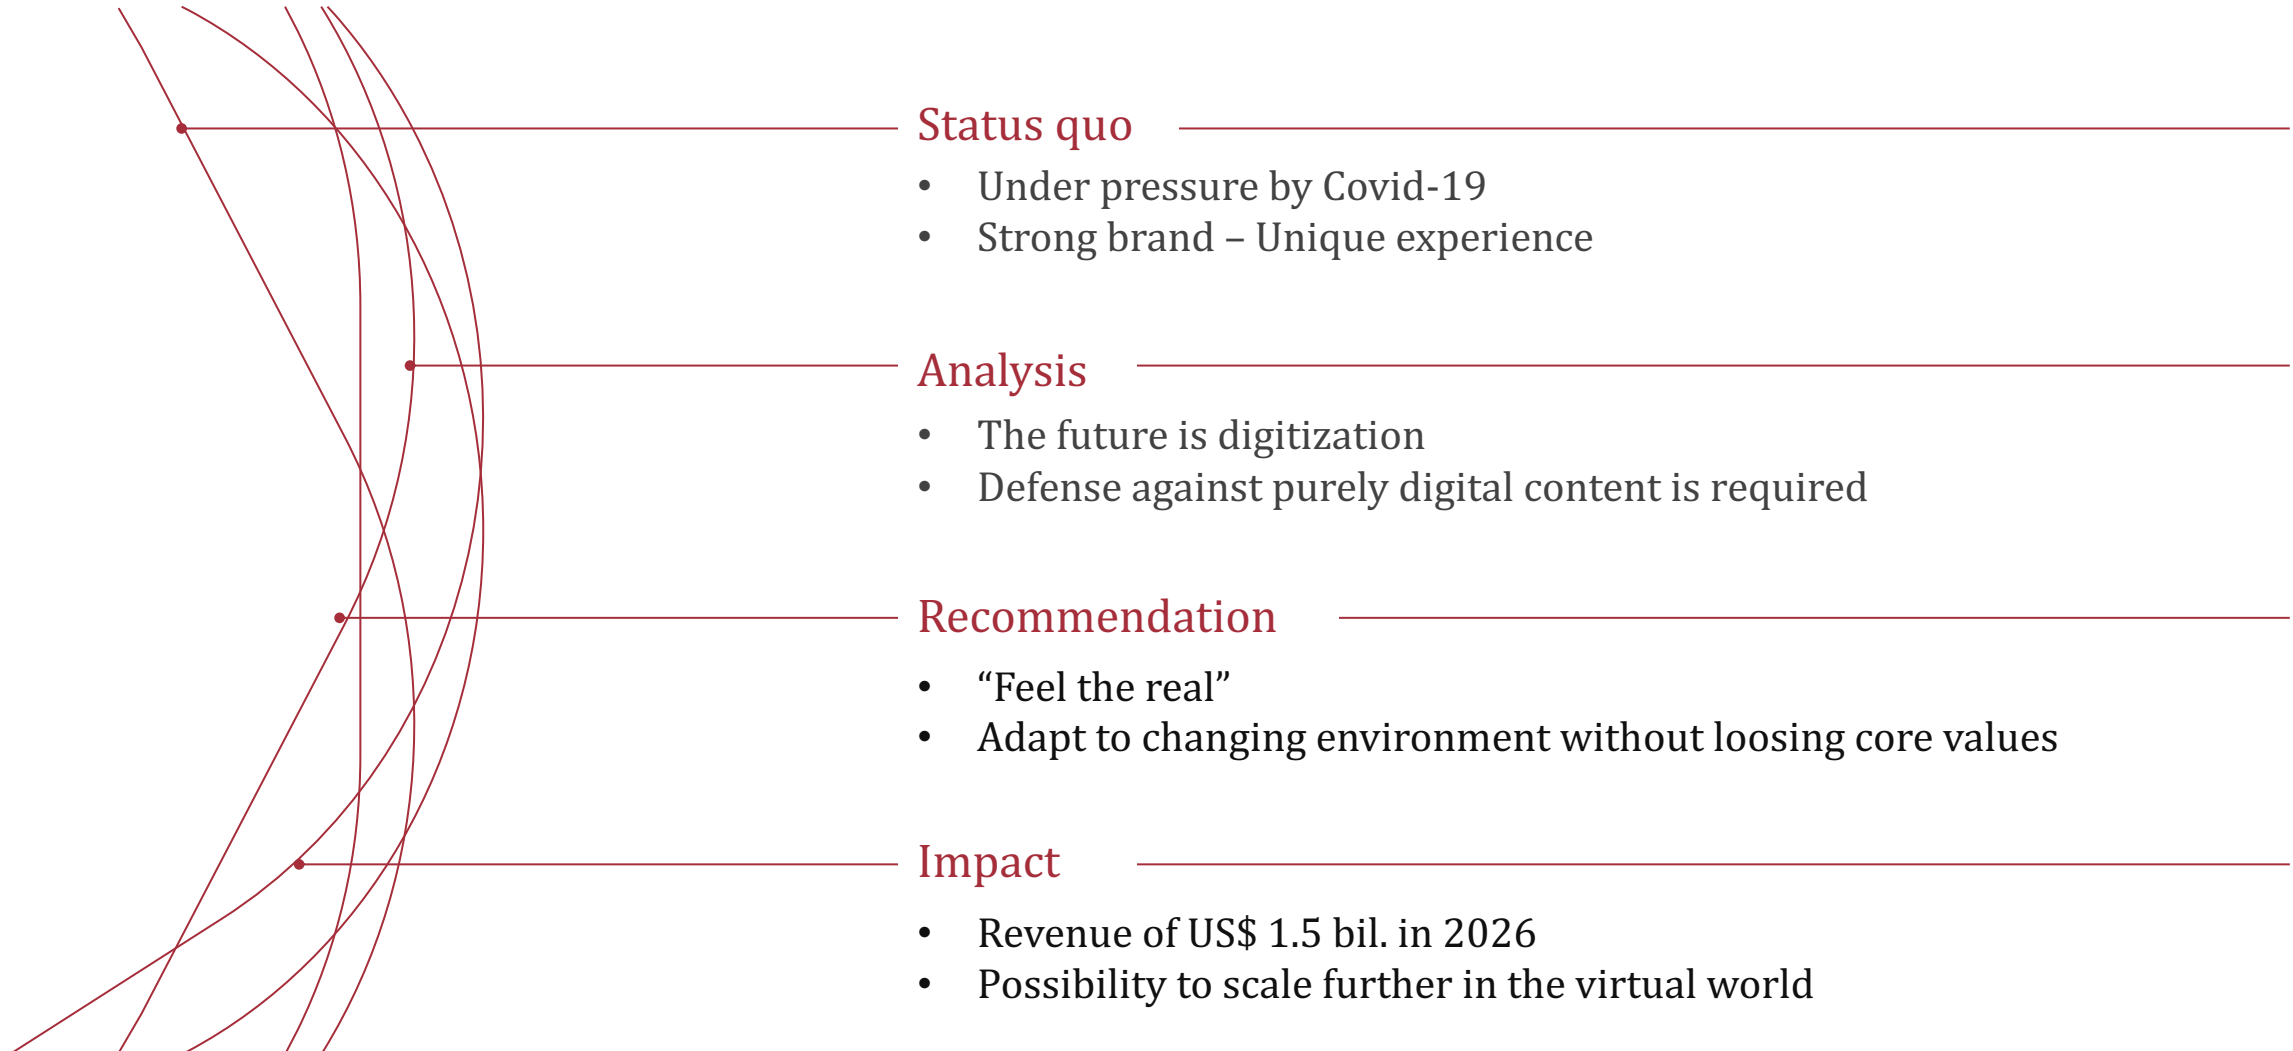 Status quo
• Under pressure by Covid-19
• Strong brand – Unique experience
Analysis
• The future is digitization
• Defense against purely digital content is required
Recommendation
• “Feel the real”
• Adapt to changing environment without loosing core values
Impact
• Revenue of US$ 1.5 bil. in 2026
• Possibility to scale further in the virtual world